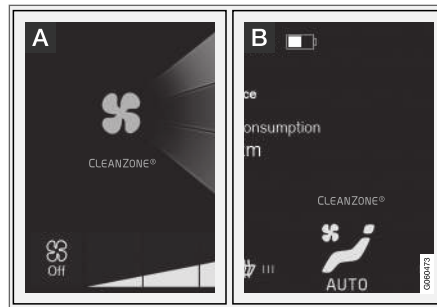 A
CLEANZONE®
Off
B
ce
onsumption
m
CLEANZONE®
AUTO
G060473